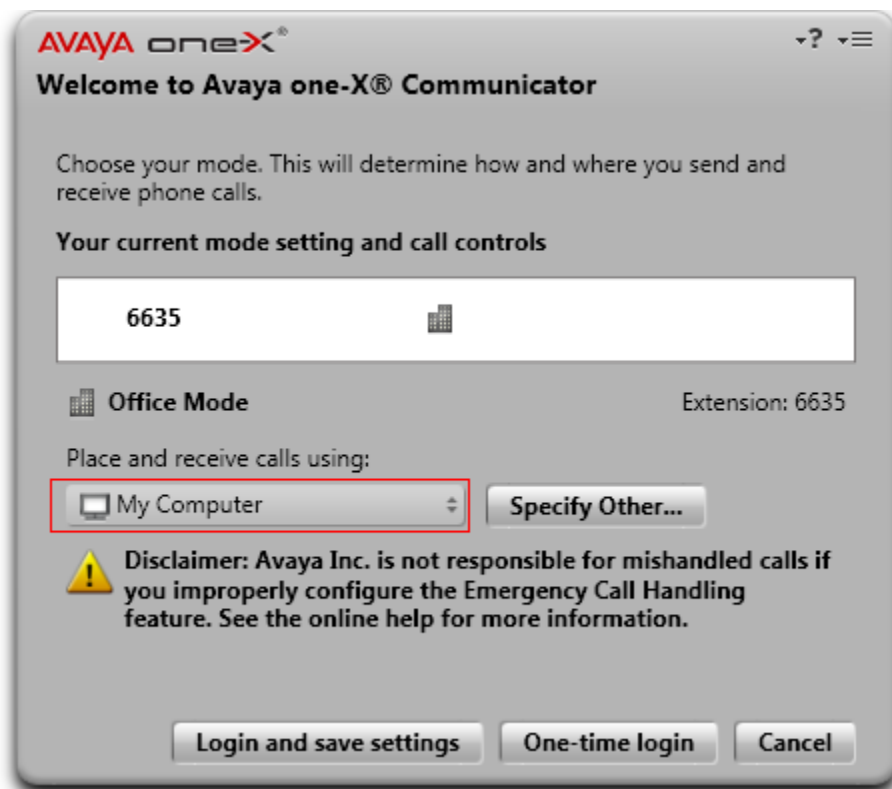 AVAYA one-X®
?
Welcome to Avaya one-X® Communicator
Choose your mode. This will determine how and where you send and
receive phone calls.
Your current mode setting and call controls
6635
Office Mode Extension: 6635
Place and receive calls using:
My Computer Specify Other...
Disclaimer: Avaya Inc. is not responsible for mishandled calls if
you improperly configure the Emergency Call Handling
feature. See the online help for more information.
Login and save settings One-time login Cancel